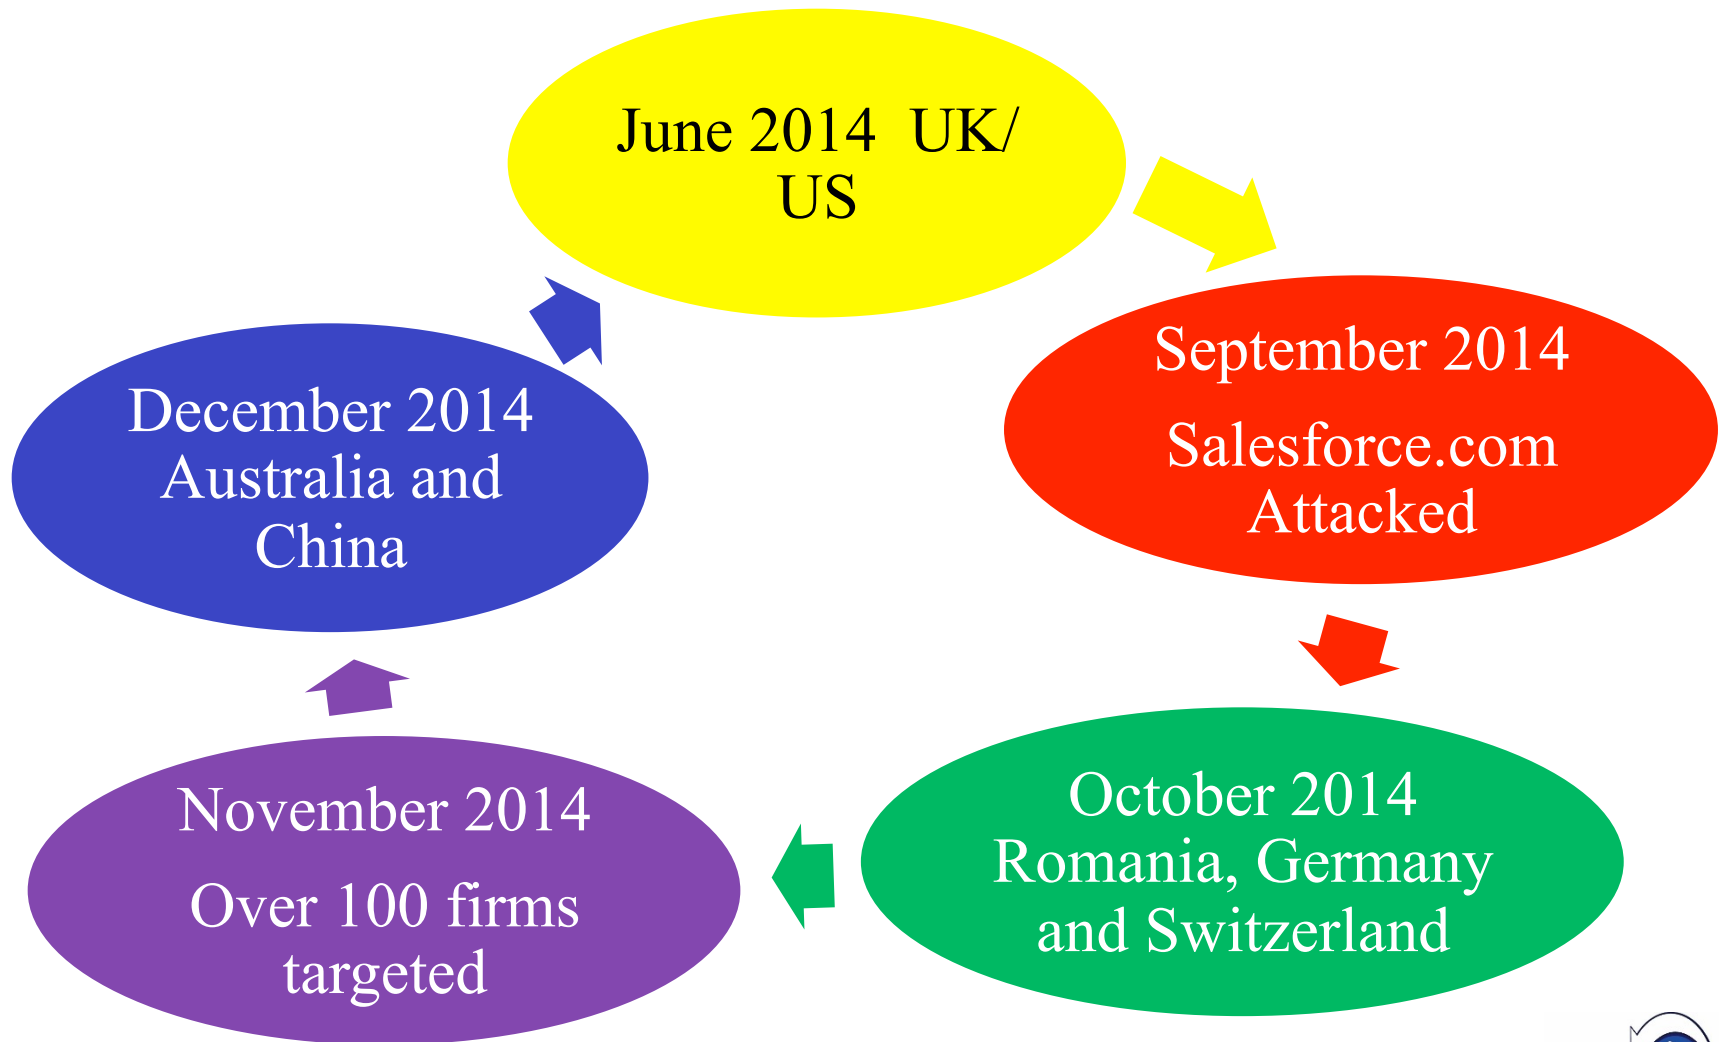 June 2014  UK/
US
September 2014
Salesforce.com
Attacked
October 2014
Romania, Germany
and Switzerland
November 2014
Over 100 firms
targeted
December 2014
Australia and
China